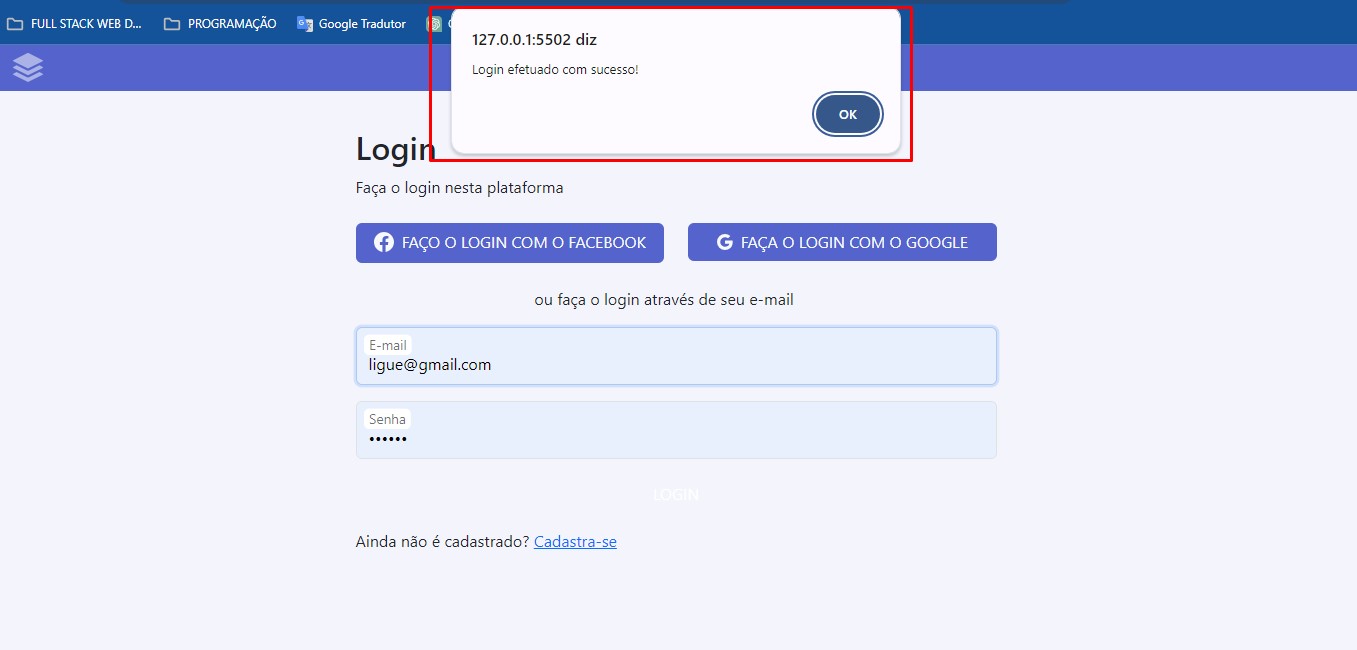 FULL STACK WEB D... PROGRAMAÇÃO Google Tradutor
127.0.0.1:5502 diz
Login efetuado com sucesso!
OK
Login
Faça o login nesta plataforma
FAÇO O LOGIN COM O FACEBOOK FAÇA O LOGIN COM O GOOGLE
ou faça o login através de seu e-mail
E-mail
ligue@gmail.com
Senha
••••••
LOGIN
Ainda não é cadastrado? Cadastra-se